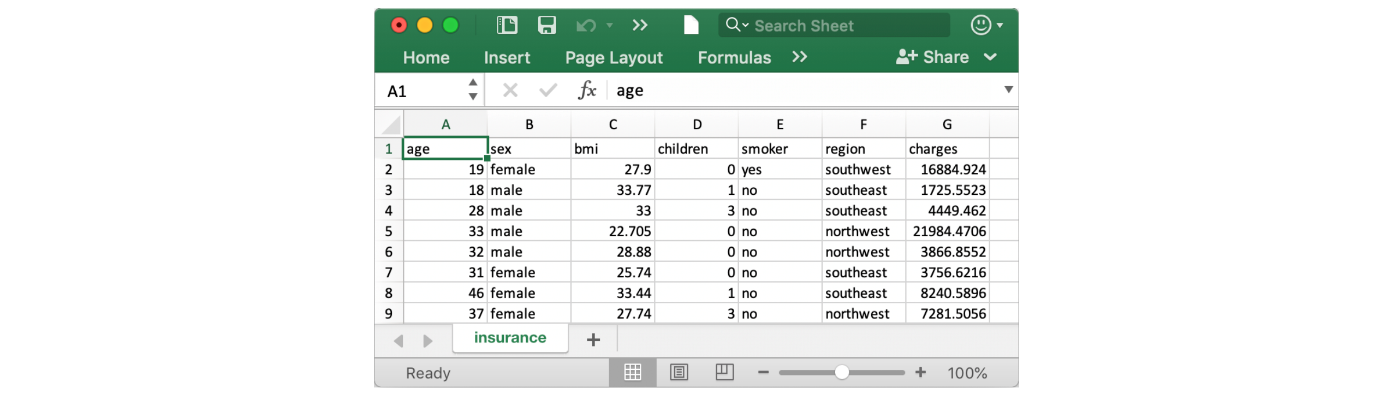 Search Sheet
Home Insert Page Layout Formulas Share
A1 fx age
A B C D E F G
1 age sex bmi children smoker region charges
2 19 female 27.9 0 yes southwest 16884.924
3 18 male 33.77 1 no southeast 1725.5523
4 28 male 33 3 no southeast 4449.462
5 33 male 22.705 0 no northwest 21984.4706
6 32 male 28.88 0 no northwest 3866.8552
7 31 female 25.74 0 no southeast 3756.6216
8 46 female 33.44 1 no southeast 8240.5896
9 37 female 27.74 3 no northwest 7281.5056
insurance +
Ready 100%